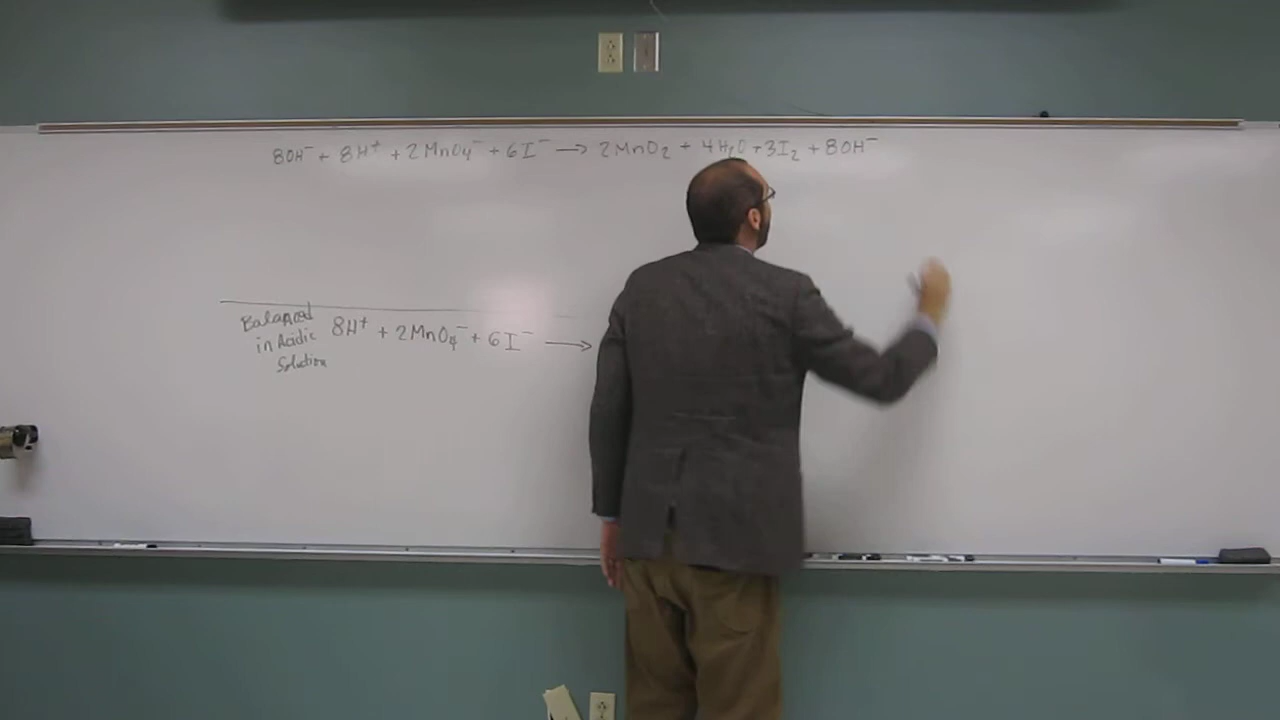 8OH⁻ + 8H⁺ + 2MnO₄⁻ + 6I⁻ → 2MnO₂ + 4H₂O + 3I₂ + 8OH⁻
Balanced
in Acidic
Solution
8H⁺ + 2MnO₄⁻ + 6I⁻ →